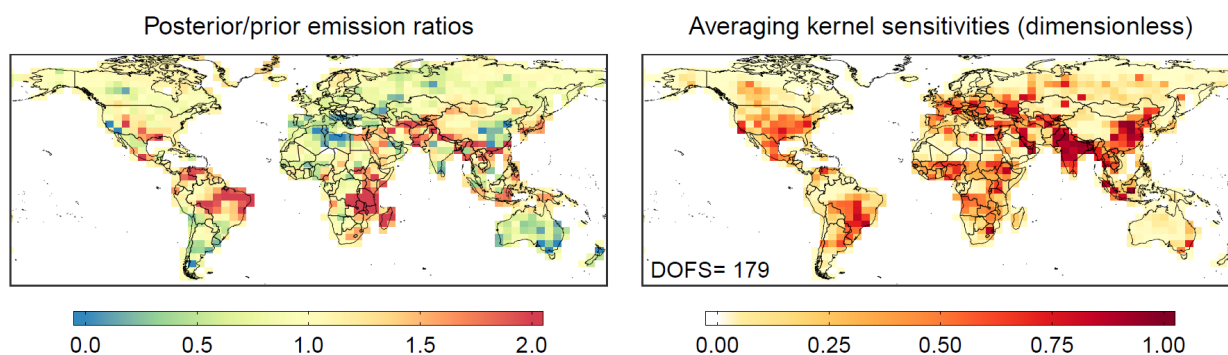 Posterior/prior emission ratios
Averaging kernel sensitivities (dimensionless)
DOFS= 179
0.0 0.5 1.0 1.5 2.0
0.00 0.25 0.50 0.75 1.00